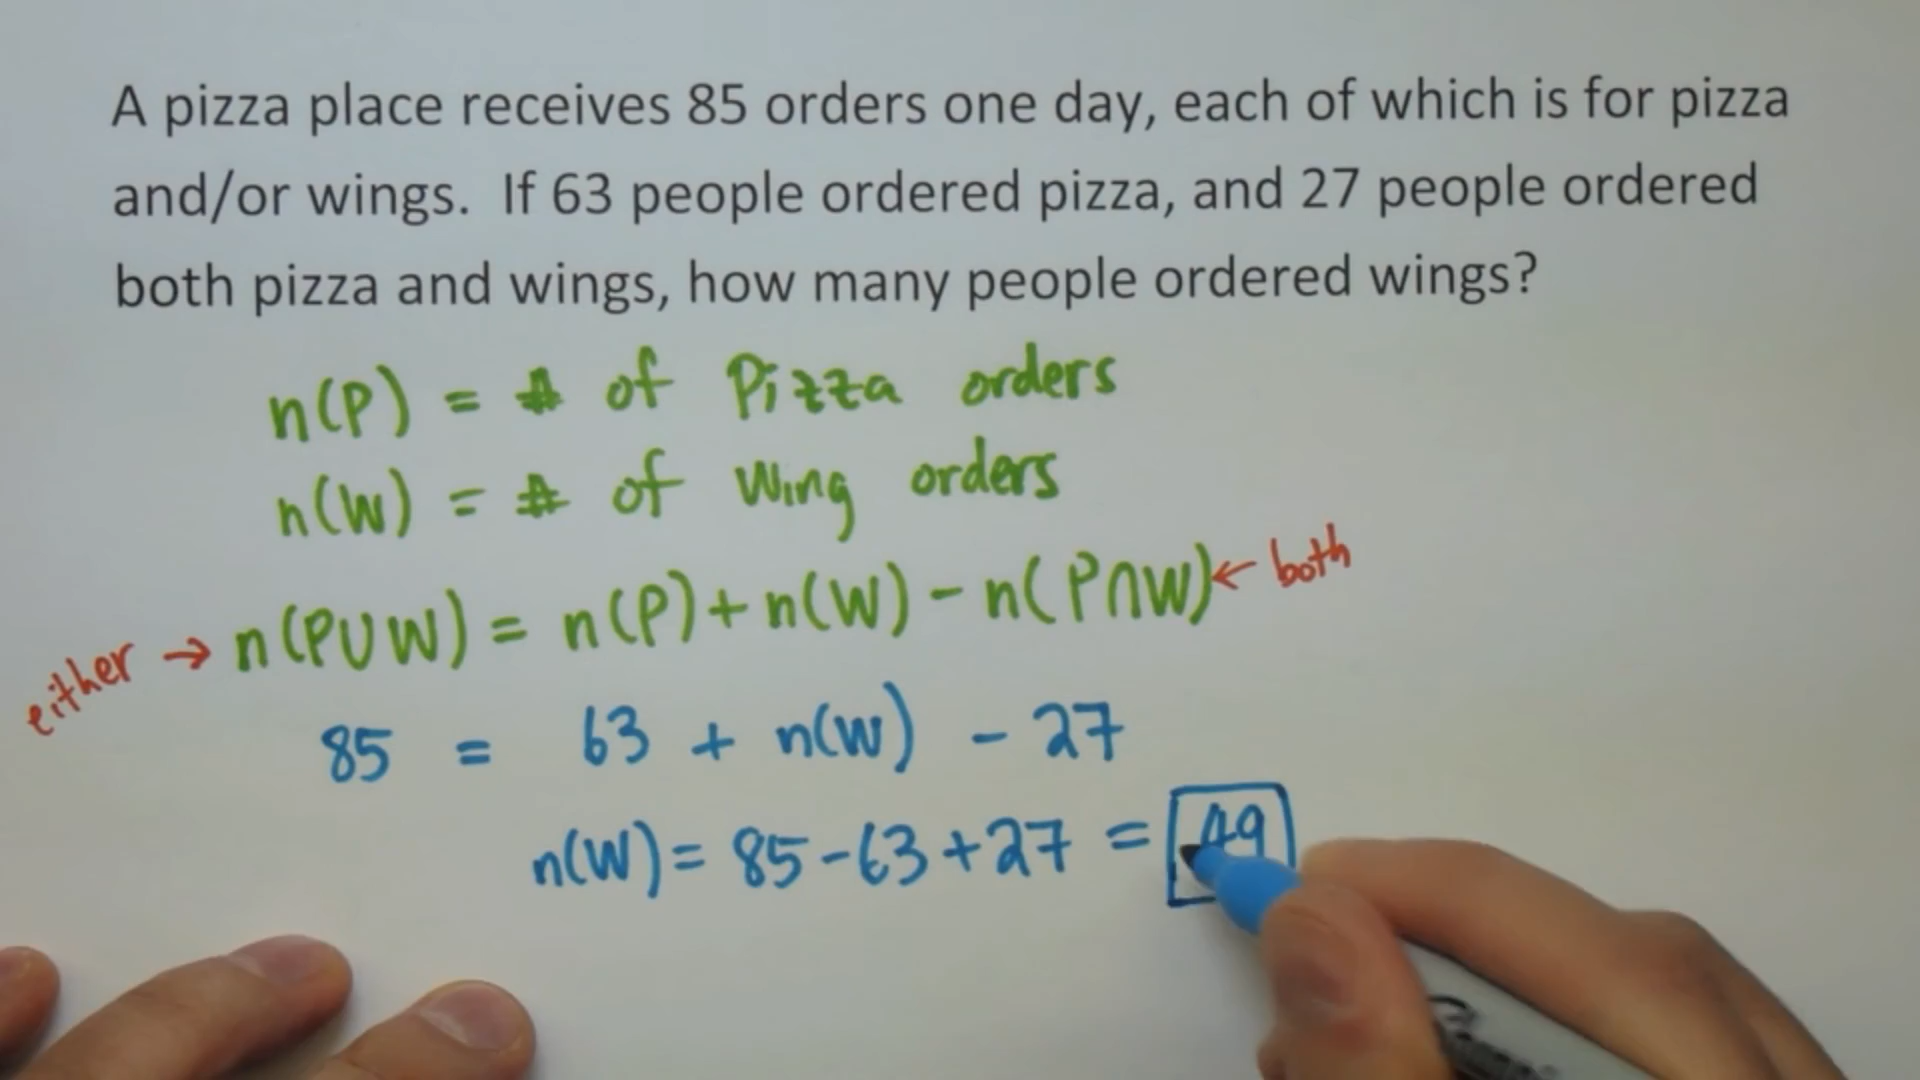 A pizza place receives 85 orders one day, each of which is for pizza
and/or wings. If 63 people ordered pizza, and 27 people ordered
both pizza and wings, how many people ordered wings?
n(P) = # of Pizza orders
n(W) = # of Wing orders
either → n(P∪W) = n(P) + n(W) - n(P∩W) ← both
85 = 63 + n(W) - 27
n(W) = 85 - 63 + 27 = 49